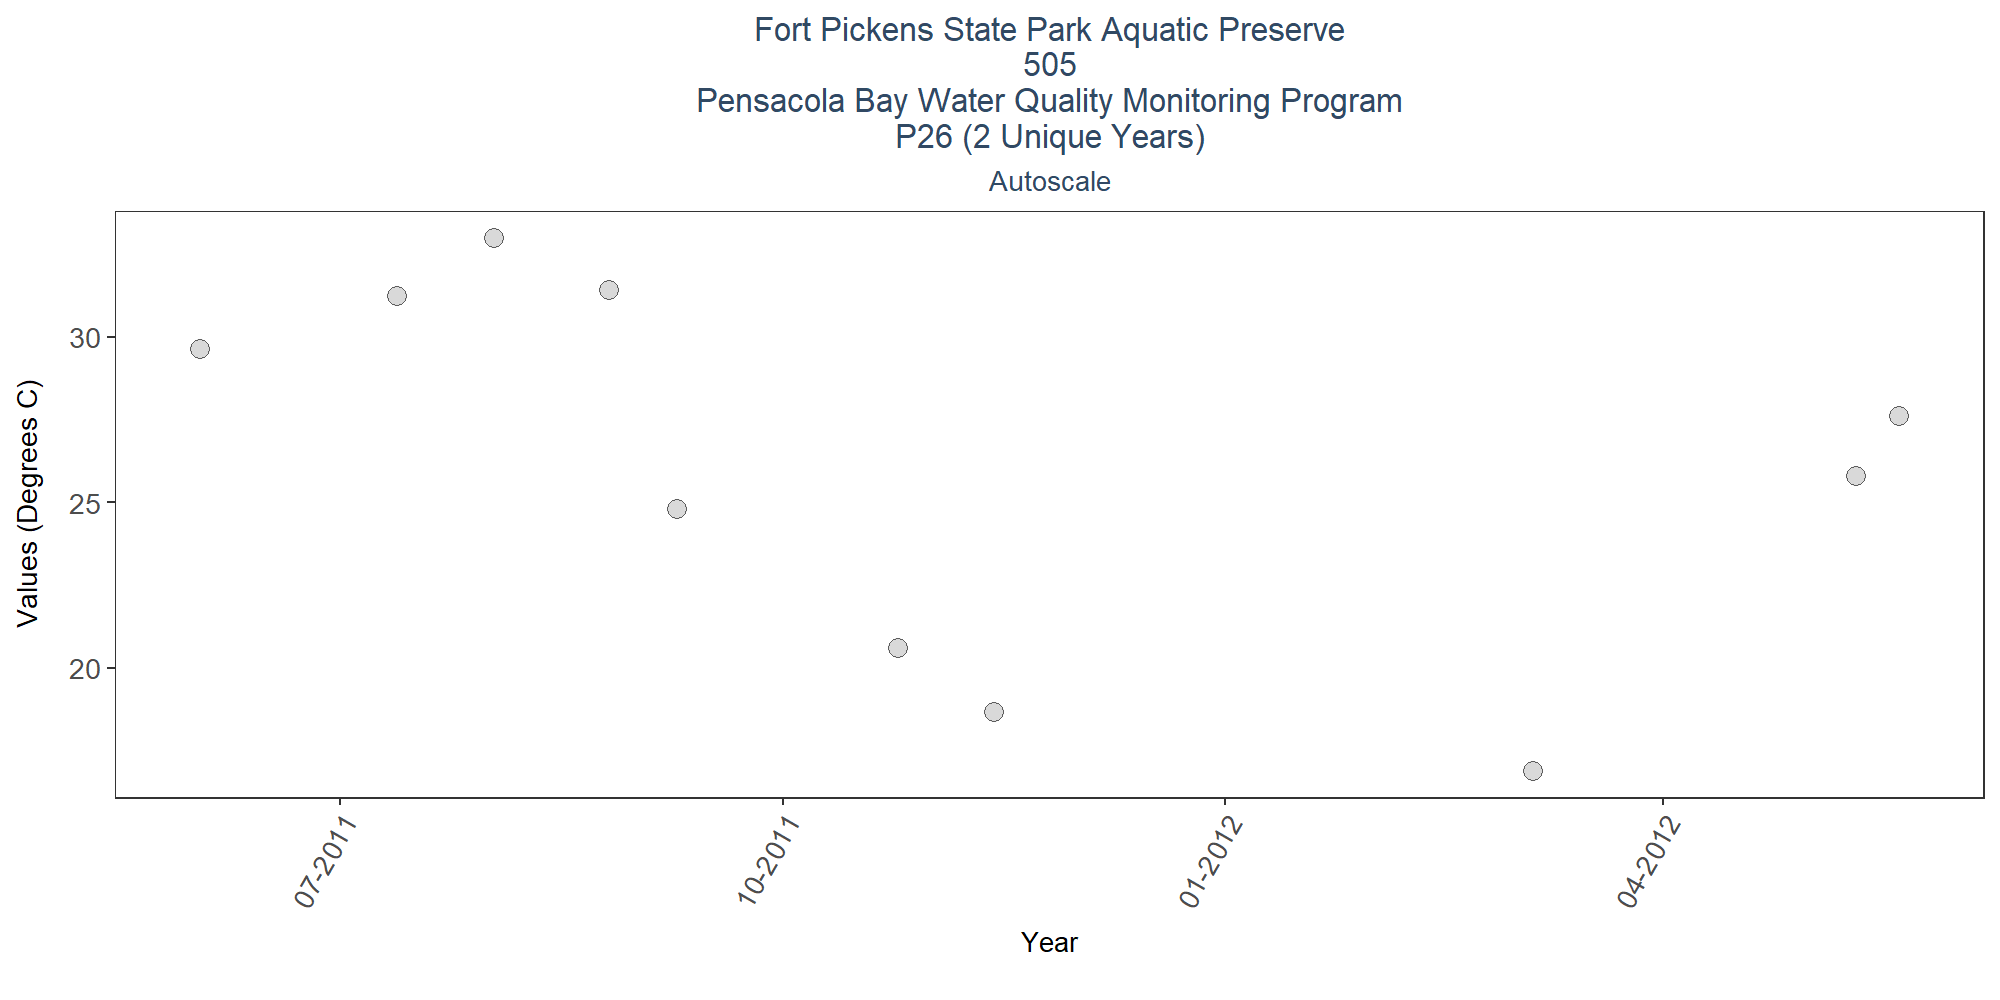 Fort Pickens State Park Aquatic Preserve
505
Pensacola Bay Water Quality Monitoring Program
P26 (2 Unique Years)
Autoscale
Values (Degrees C)
30
25
20
07-2011
10-2011
01-2012
04-2012
Year